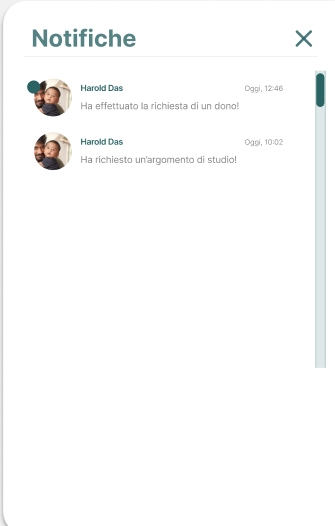 Notifiche
Harold Das Oggi, 12:46
Ha effettuato la richiesta di un dono!
Harold Das Oggi, 10:02
Ha richiesto un'argomento di studio!